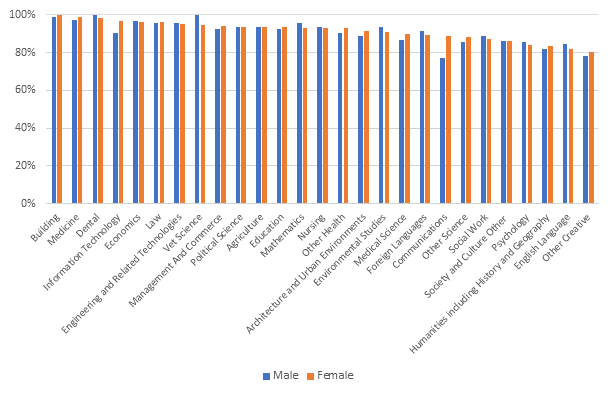 100%
80%
60%
40%
20%
0%
Building
Medicine
Dental
Information Technology
Economics
Law
Engineering and Related Technologies
Vet Science
Management And Commerce
Political Science
Agriculture
Education
Mathematics
Nursing
Other Health
Architecture and Urban Environments
Environmental Studies
Medical Science
Foreign Languages
Communications
Other Science
Social Work
Society and Culture Other
Psychology
Humanities including History and Geography
English Language
Other Creative
Male Female